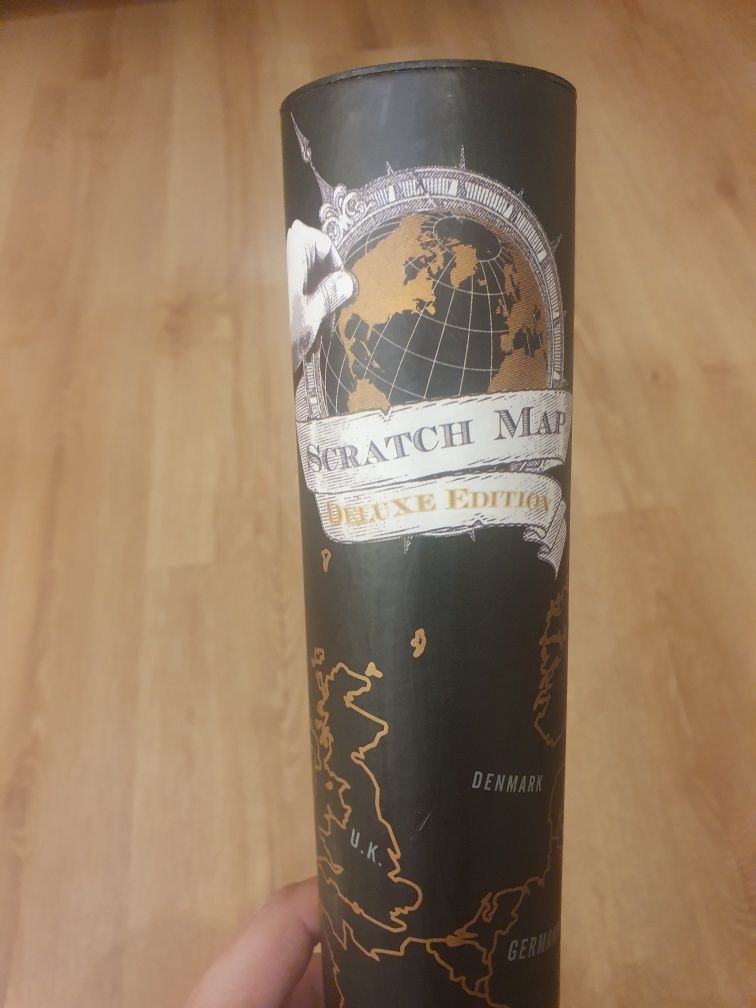 SCRATCH MAP
DELUXE EDITION
DENMARK
U.K.